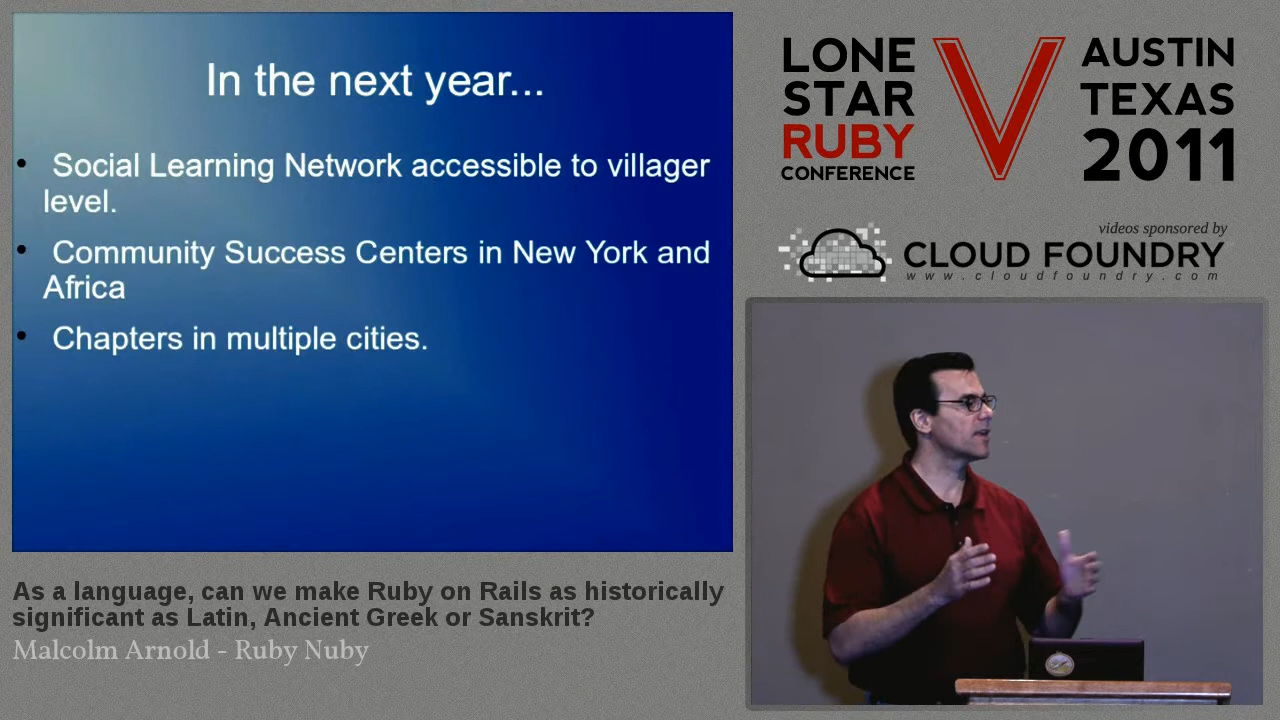 In the next year...
• Social Learning Network accessible to villager
level.
• Community Success Centers in New York and
Africa
• Chapters in multiple cities.
As a language, can we make Ruby on Rails as historically
significant as Latin, Ancient Greek or Sanskrit?
Malcolm Arnold - Ruby Nuby
LONE
STAR
RUBY
CONFERENCE
V
AUSTIN
TEXAS
2011
videos sponsored by
CLOUD FOUNDRY
www.cloudfoundry.com